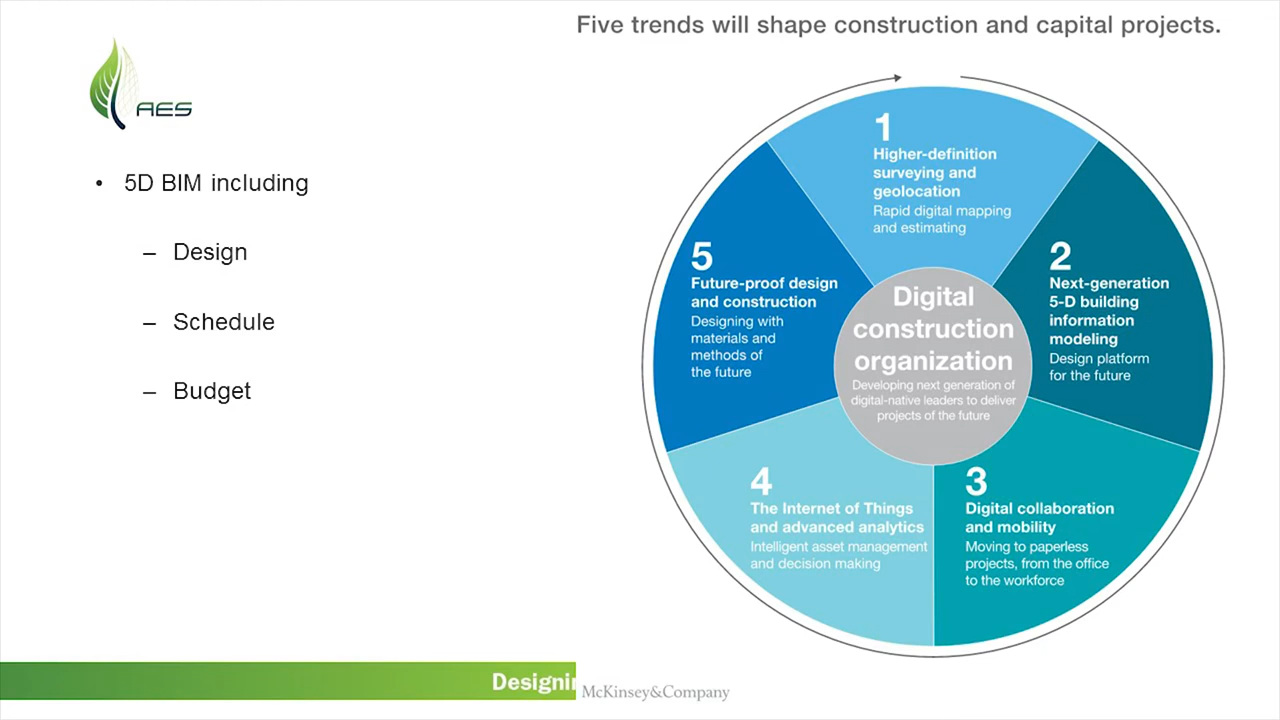 Five trends will shape construction and capital projects.
AES
• 5D BIM including
– Design
– Schedule
– Budget
1
Higher-definition
surveying and
geolocation
Rapid digital mapping
and estimating
2
Next-generation
5-D building
information
modeling
Design platform
for the future
3
Digital collaboration
and mobility
Moving to paperless
projects, from the office
to the workforce
4
The Internet of Things
and advanced analytics
Intelligent asset management
and decision making
5
Future-proof design
and construction
Designing with
materials and
methods of
the future
Digital
construction
organization
Developing next generation of
digital-native leaders to deliver
projects of the future
McKinsey&Company